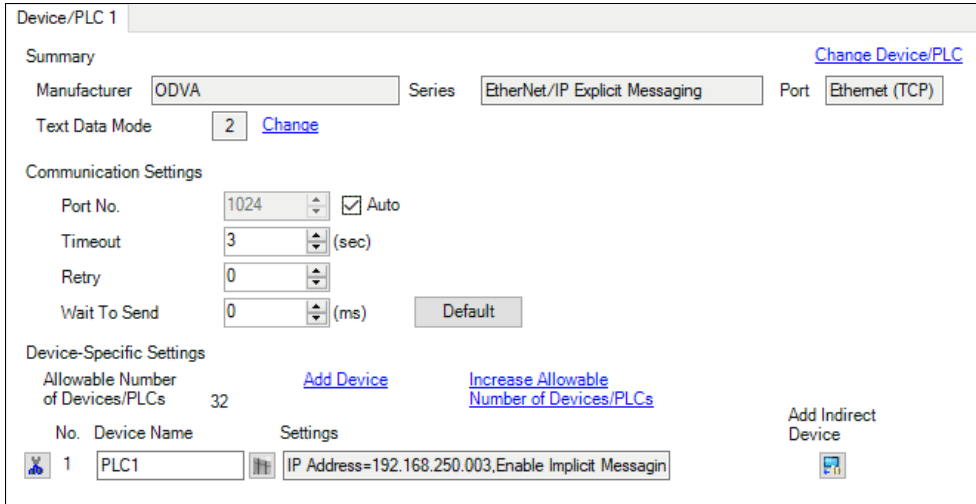 Device/PLC 1
Summary
Change Device/PLC
Manufacturer ODVA Series EtherNet/IP Explicit Messaging Port Ethernet (TCP)
Text Data Mode 2 Change
Communication Settings
Port No. 1024 Auto
Timeout 3 (sec)
Retry 0
Wait To Send 0 (ms) Default
Device-Specific Settings
Allowable Number of Devices/PLCs 32
Add Device
Increase Allowable
Number of Devices/PLCs
Add Indirect
Device
No. Device Name Settings
1 PLC1 IP Address=192.168.250.003,Enable Implicit Messagin